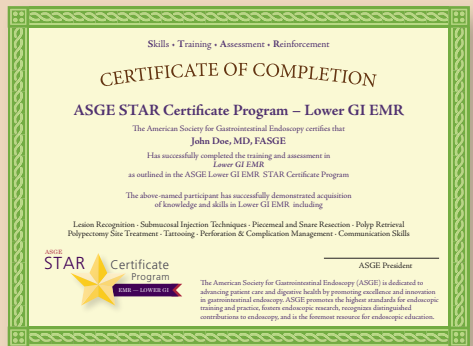 Skills • Training • Assessment • Reinforcement
CERTIFICATE OF COMPLETION
ASGE STAR Certificate Program – Lower GI EMR
The American Society for Gastrointestinal Endoscopy certifies that
John Doe, MD, FASGE
Has successfully completed the training and assessment in
Lower GI EMR
as outlined in the ASGE Lower GI EMR STAR Certificate Program
The above-named participant has successfully demonstrated acquisition
of knowledge and skills in Lower GI EMR including
Lesion Recognition · Submucosal Injection Techniques · Piecemeal and Snare Resection · Polyp Retrieval
Polypectomy Site Treatment · Tattooing · Perforation & Complication Management · Communication Skills
ASGE
STAR Certificate
Program
EMR — LOWER GI
ASGE President
The American Society for Gastrointestinal Endoscopy (ASGE) is dedicated to
advancing patient care and digestive health by promoting excellence and innovation
in gastrointestinal endoscopy. ASGE promotes the highest standards for endoscopic
training and practice, fosters endoscopic research, recognizes distinguished
contributions to endoscopy, and is the foremost resource for endoscopic education.